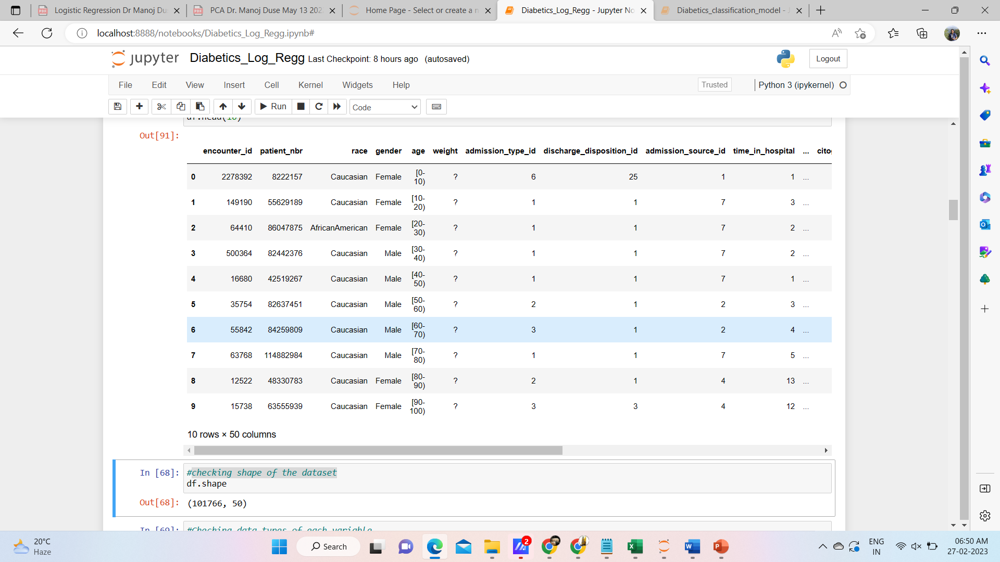 Logistic Regression Dr Manoj Du
PCA Dr. Manoj Duse May 13 202
Home Page - Select or create a n
Diabetics_Log_Regg - Jupyter No
Diabetics_classification_model - J
localhost:8888/notebooks/Diabetics_Log_Regg.ipynb#
jupyter Diabetics_Log_Regg Last Checkpoint: 8 hours ago (autosaved)
Logout
File Edit View Insert Cell Kernel Widgets Help
Trusted Python 3 (ipykernel)
Run Code
df.head(10)
Out[91]:
encounter_id patient_nbr race gender age weight admission_type_id discharge_disposition_id admission_source_id time_in_hospital ... citog
0 2278392 8222157 Caucasian Female [0-10) ? 6 25 1 1 ...
1 149190 55629189 Caucasian Female [10-20) ? 1 1 7 3 ...
2 64410 86047875 AfricanAmerican Female [20-30) ? 1 1 7 2 ...
3 500364 82442376 Caucasian Male [30-40) ? 1 1 7 2 ...
4 16680 42519267 Caucasian Male [40-50) ? 1 1 7 1 ...
5 35754 82637451 Caucasian Male [50-60) ? 2 1 2 3 ...
6 55842 84259809 Caucasian Male [60-70) ? 3 1 2 4 ...
7 63768 114882984 Caucasian Male [70-80) ? 1 1 7 5 ...
8 12522 48330783 Caucasian Female [80-90) ? 2 1 4 13 ...
9 15738 63555939 Caucasian Female [90-100) ? 3 3 4 12 ...
10 rows × 50 columns
In [68]: #checking shape of the dataset
df.shape
Out[68]: (101766, 50)
In [69]: #Checking data types of each variable
20°C
Haze
Search
2
ENG
IN
06:50 AM
27-02-2023